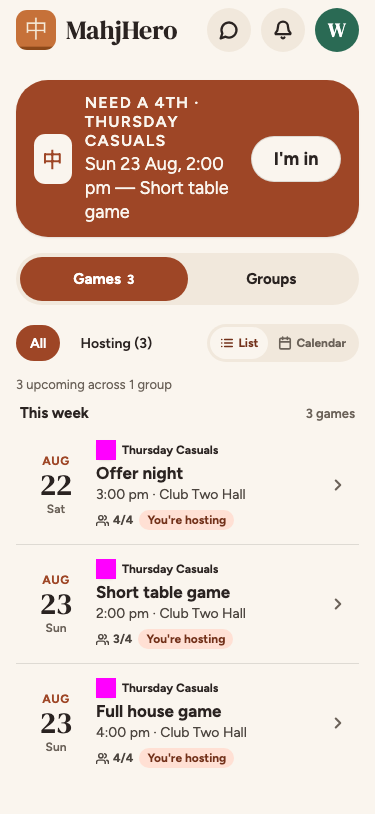 中 MahjHero W
NEED A 4TH ·
THURSDAY
CASUALS
中
Sun 23 Aug, 2:00
pm — Short table
game
I'm in
Games 3 Groups
All Hosting (3) List Calendar
3 upcoming across 1 group
This week 3 games
Thursday Casuals
AUG
22
Sat
Offer night
3:00 pm · Club Two Hall
4/4 You're hosting
Thursday Casuals
AUG
23
Sun
Short table game
2:00 pm · Club Two Hall
3/4 You're hosting
Thursday Casuals
AUG
23
Sun
Full house game
4:00 pm · Club Two Hall
4/4 You're hosting